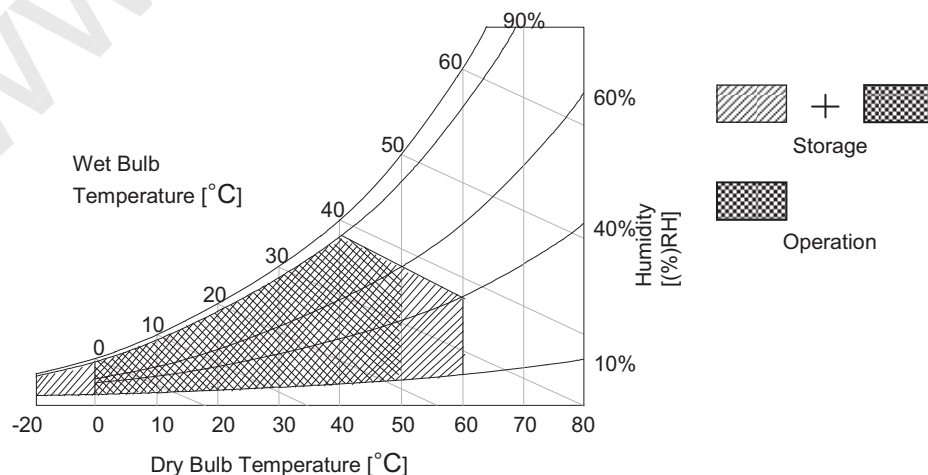 90%
60
60%
+
Storage
50
Wet Bulb
Temperature [°C]
40
40%
Humidity
[(%)RH]
Operation
30
20
10
0
10%
-20 0 10 20 30 40 50 60 70 80
Dry Bulb Temperature [°C]